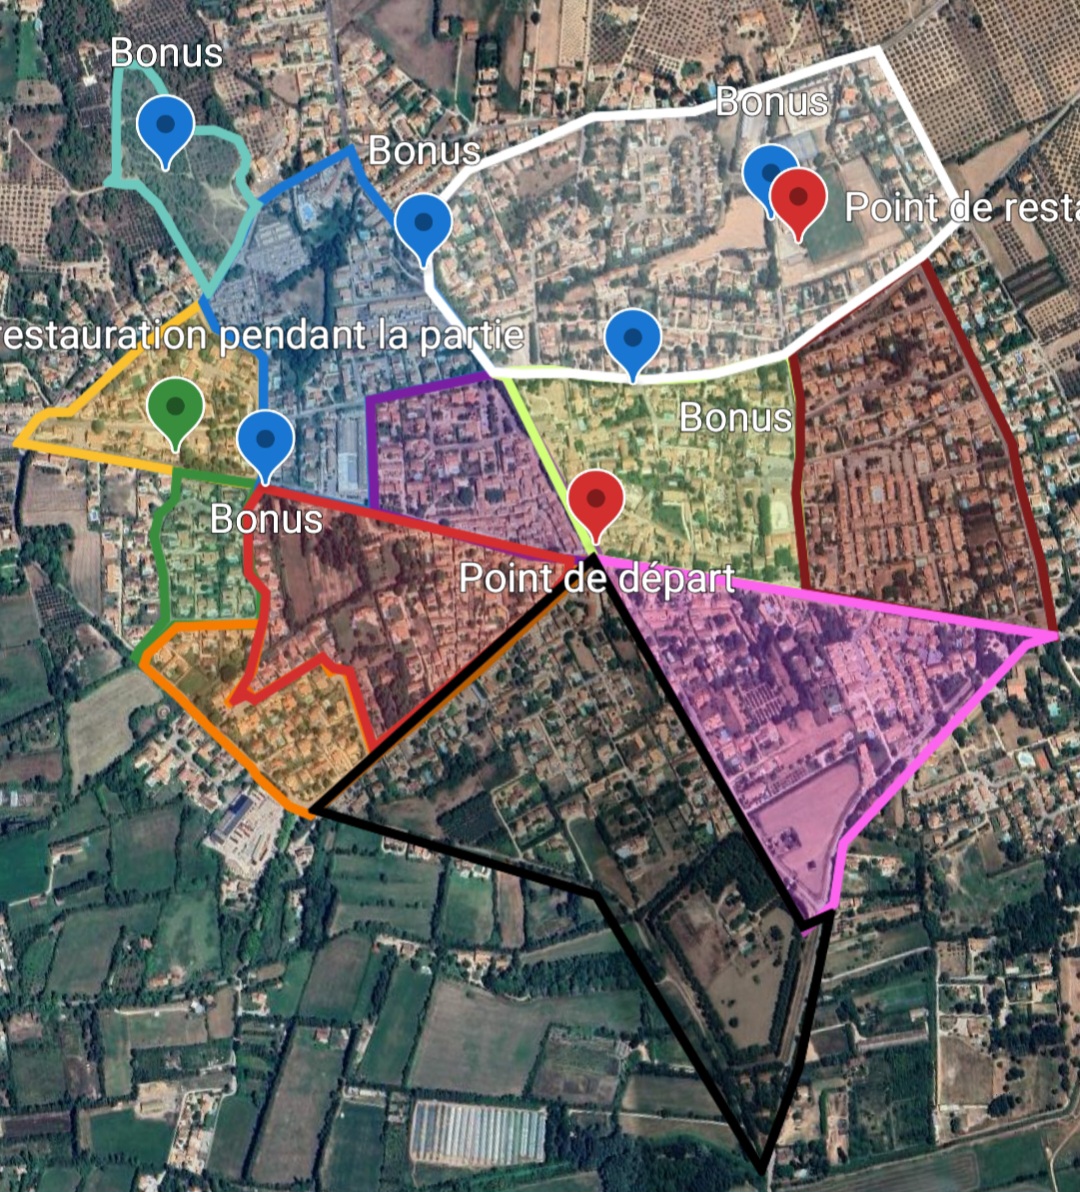 Bonus
Bonus
Bonus
Point de resta
restauration pendant la partie
Bonus
Bonus
Point de départ